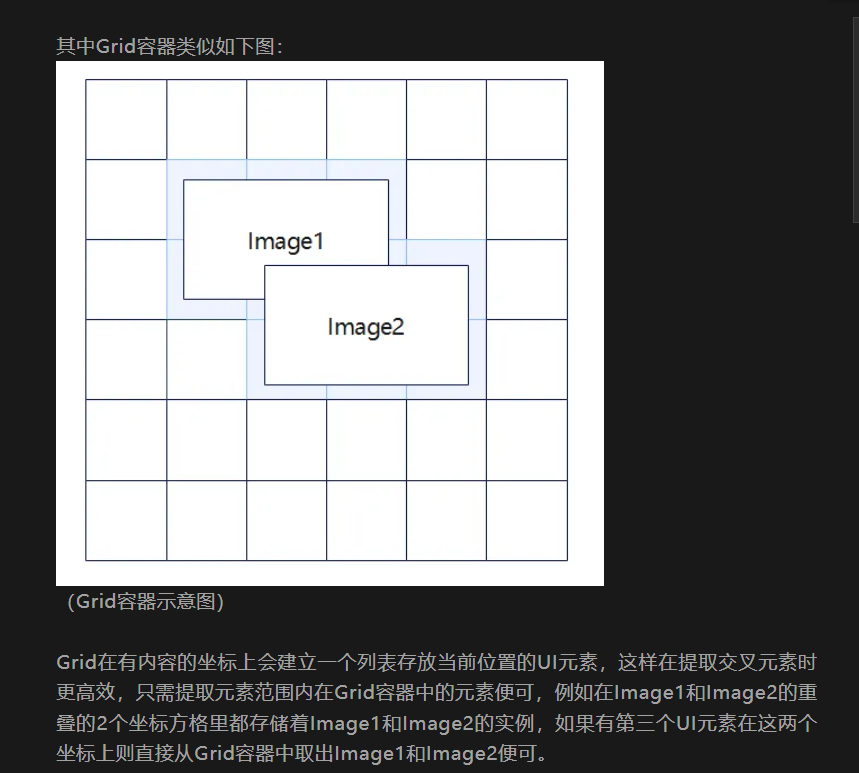 其中Grid容器类似如下图：
Image1
Image2
（Grid容器示意图）
Grid在有内容的坐标上会建立一个列表存放当前位置的UI元素，这样在提取交叉元素时
更高效，只需提取元素范围内在Grid容器中的元素便可，例如在Image1和Image2的重
叠的2个坐标方格里都存储着Image1和Image2的实例，如果有第三个UI元素在这两个
坐标上则直接从Grid容器中取出Image1和Image2便可。